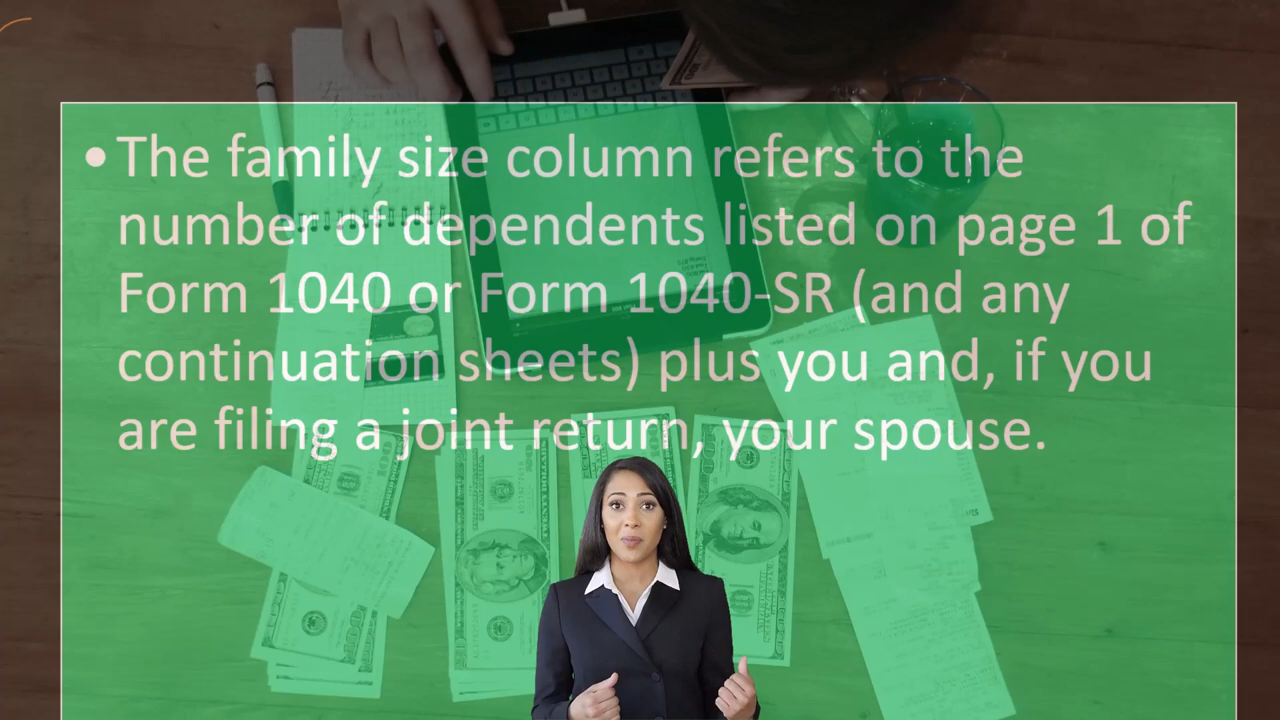 • The family size column refers to the
number of dependents listed on page 1 of
Form 1040 or Form 1040-SR (and any
continuation sheets) plus you and, if you
are filing a joint return, your spouse.